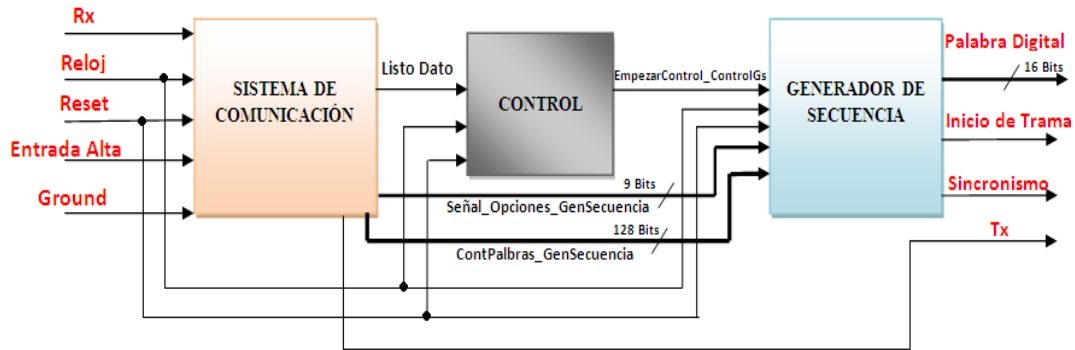 Rx
Reloj
Reset
Entrada Alta
Ground
SISTEMA DE
COMUNICACIÓN
Listo Dato
CONTROL
EmpezarControl_ControlGs
GENERADOR DE
SECUENCIA
Palabra Digital
16 Bits
Inicio de Trama
Sincronismo
Tx
9 Bits
Señal_Opciones_GenSecuencia
128 Bits
ContPalbras_GenSecuencia